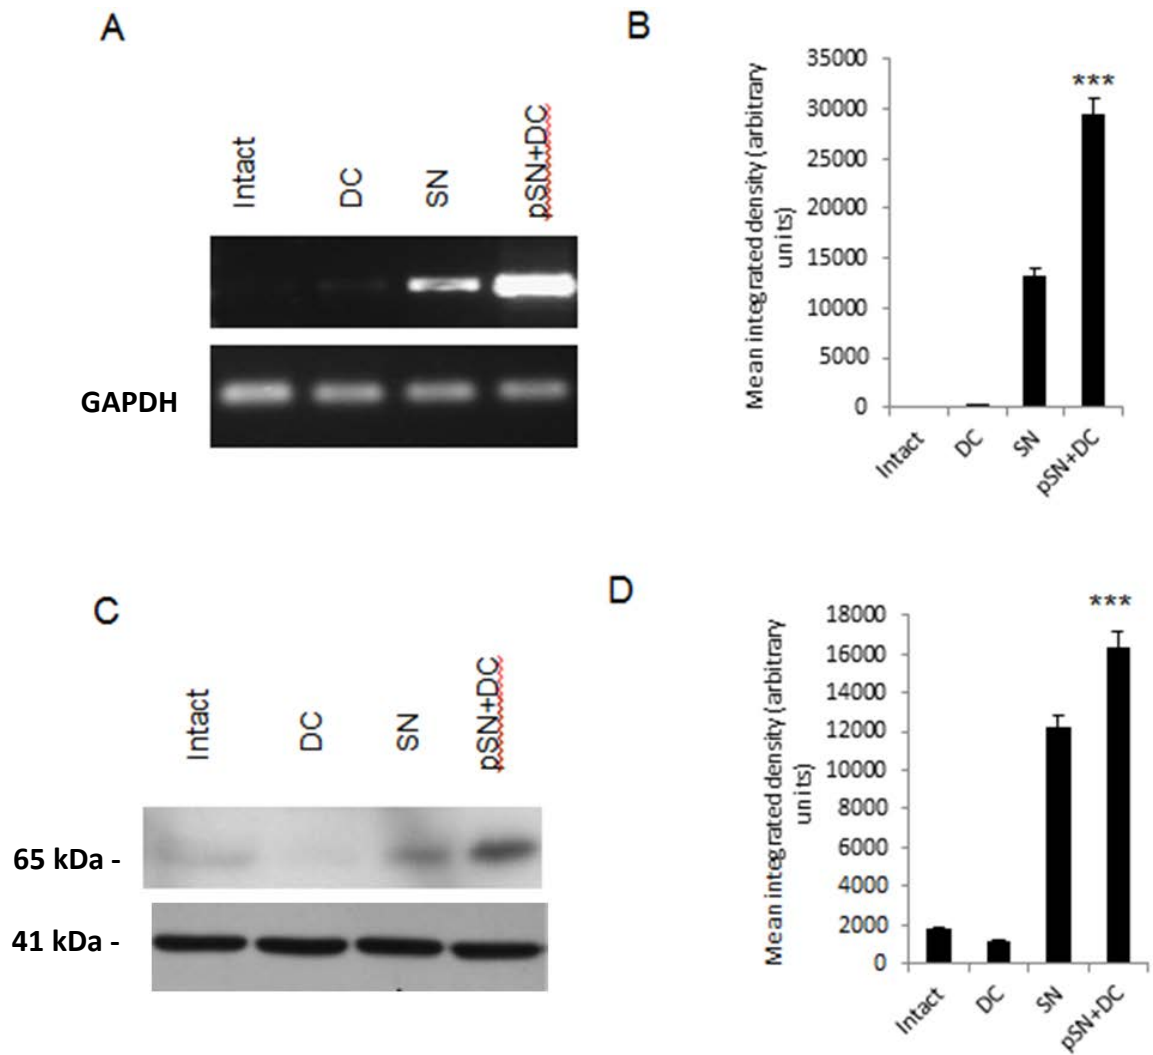 A
Intact
DC
SN
pSN+DC
GAPDH
B
Mean integrated density (arbitrary
units)
35000
30000
25000
20000
15000
10000
5000
0
***
Intact
DC
SN
pSN+DC
C
Intact
DC
SN
pSN+DC
65 kDa -
41 kDa -
D
Mean integrated density (arbitrary
units)
18000
16000
14000
12000
10000
8000
6000
4000
2000
0
***
Intact
DC
SN
pSN+DC